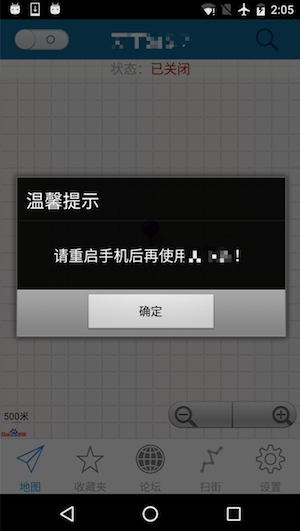 2:05
状态：已关闭
温馨提示
请重启手机后再使用
！
确定
500米
地图 收藏夹 论坛 扫街 设置